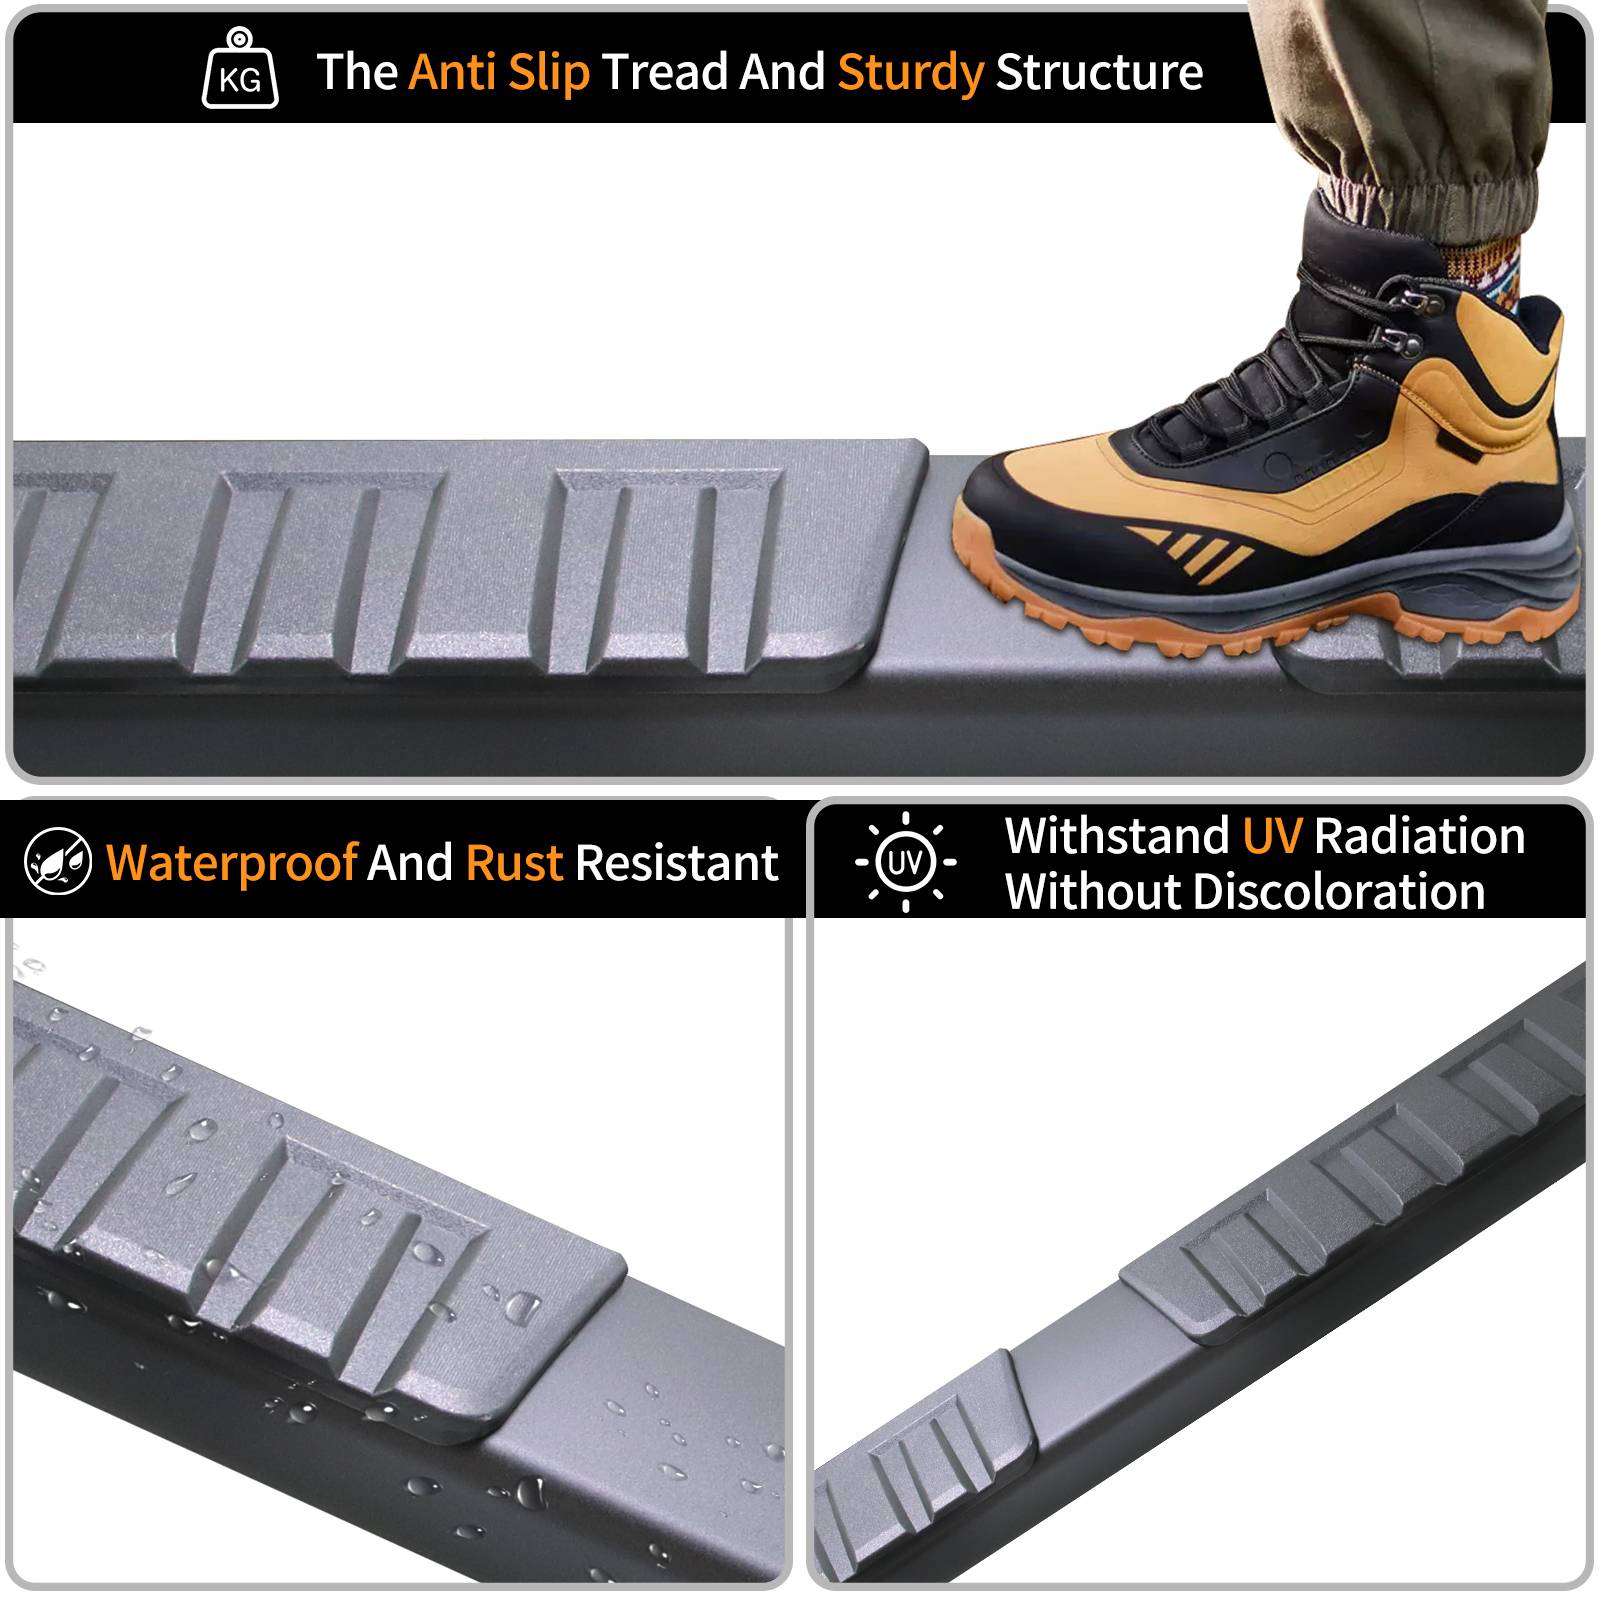 KG
The Anti Slip Tread And Sturdy Structure
Waterproof And Rust Resistant
UV
Withstand UV Radiation
Without Discoloration